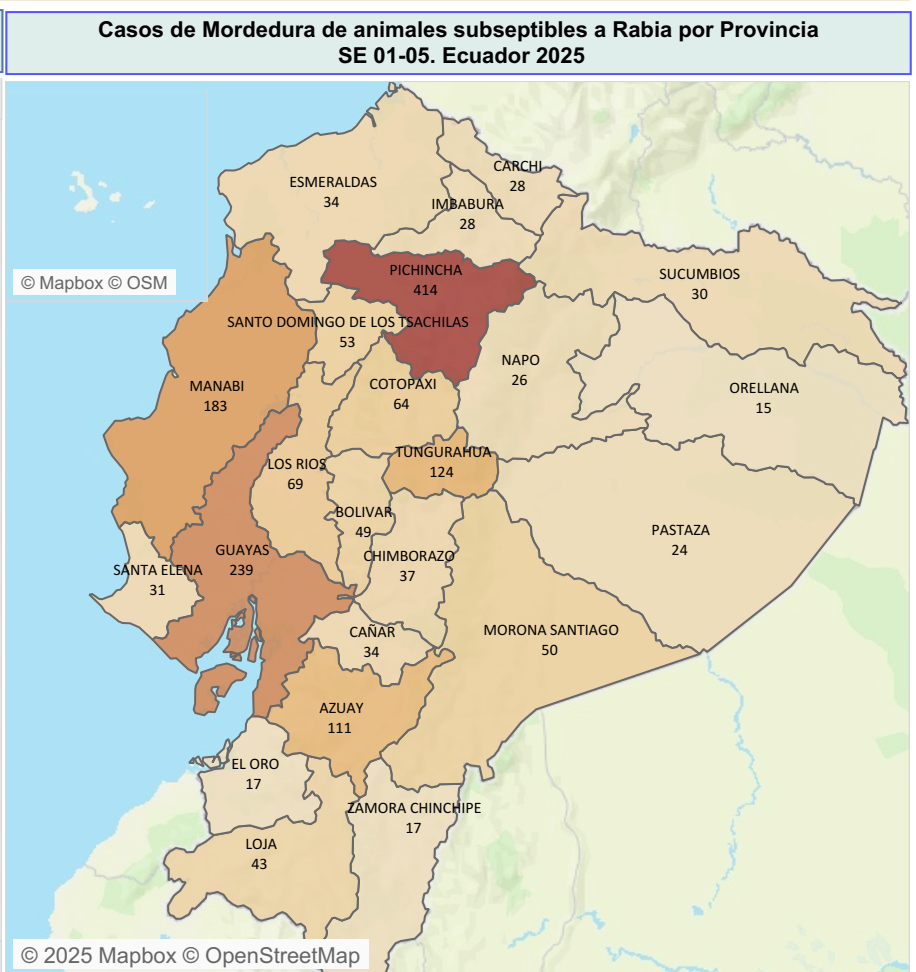 Casos de Mordedura de animales subseptibles a Rabia por Provincia
SE 01-05. Ecuador 2025
CARCHI
28
ESMERALDAS
34
IMBABURA
28
PICHINCHA
414
SUCUMBIOS
30
© Mapbox © OSM
SANTO DOMINGO DE LOS TSACHILAS
53
NAPO
26
MANABI
183
COTOPAXI
64
ORELLANA
15
TUNGURAHUA
124
LOS RIOS
69
BOLIVAR
49
PASTAZA
24
GUAYAS
239
CHIMBORAZO
37
SANTA ELENA
31
CAÑAR
34
MORONA SANTIAGO
50
AZUAY
111
EL ORO
17
ZAMORA CHINCHIPE
17
LOJA
43
© 2025 Mapbox © OpenStreetMap